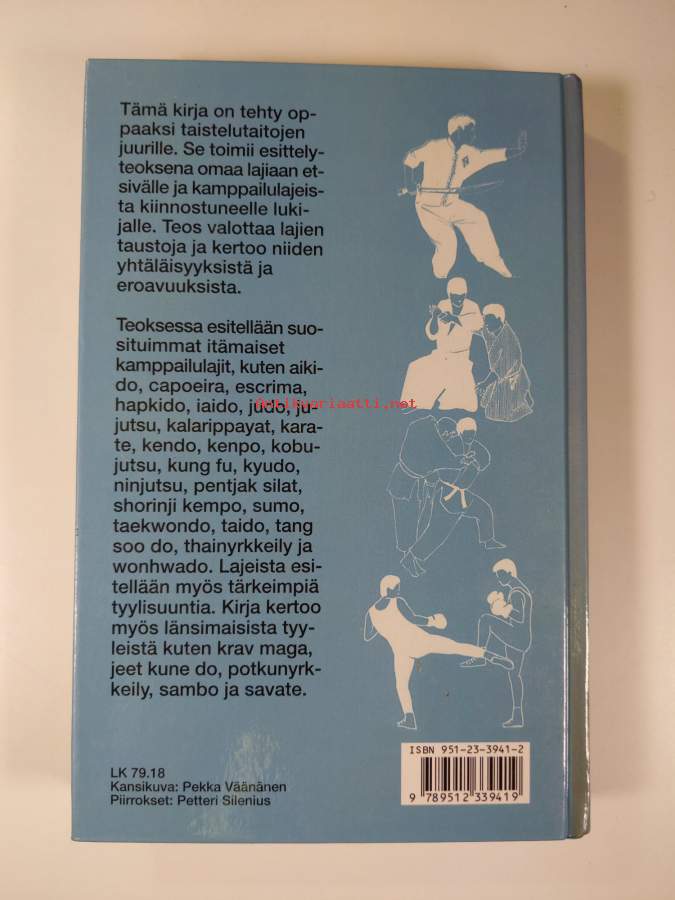 Tämä kirja on tehty op-
paaksi taistelutaitojen
juurille. Se toimii esittely-
teoksena omaa lajiaan et-
sivälle ja kamppailulajeis-
ta kiinnostuneelle luki-
jalle. Teos valottaa lajien
taustoja ja kertoo niiden
yhtäläisyyksistä ja
eroavuuksista.
Teoksessa esitellään suo-
situimmat itämaiset
kamppailulajit, kuten aiki-
do, capoeira, escrima,
hapkido, iaido, judo, ju-
jutsu, kalarippayat, kara-
te, kendo, kenpo, kobu-
jutsu, kung fu, kyudo,
ninjutsu, pentjak silat,
shorinji kempo, sumo,
taekwondo, taido, tang
soo do, thainyrkkeily ja
wonhwado. Lajeista esi-
tellään myös tärkeimpiä
tyylisuuntia. Kirja kertoo
myös länsimaisista tyy-
leistä kuten krav maga,
jeet kune do, potkunyrk-
keily, sambo ja savate.
Antikvariaatti.net
LK 79.18
Kansikuva: Pekka Väänänen
Piirrokset: Petteri Silenius
ISBN 951-23-3941-2
9 789512 339419